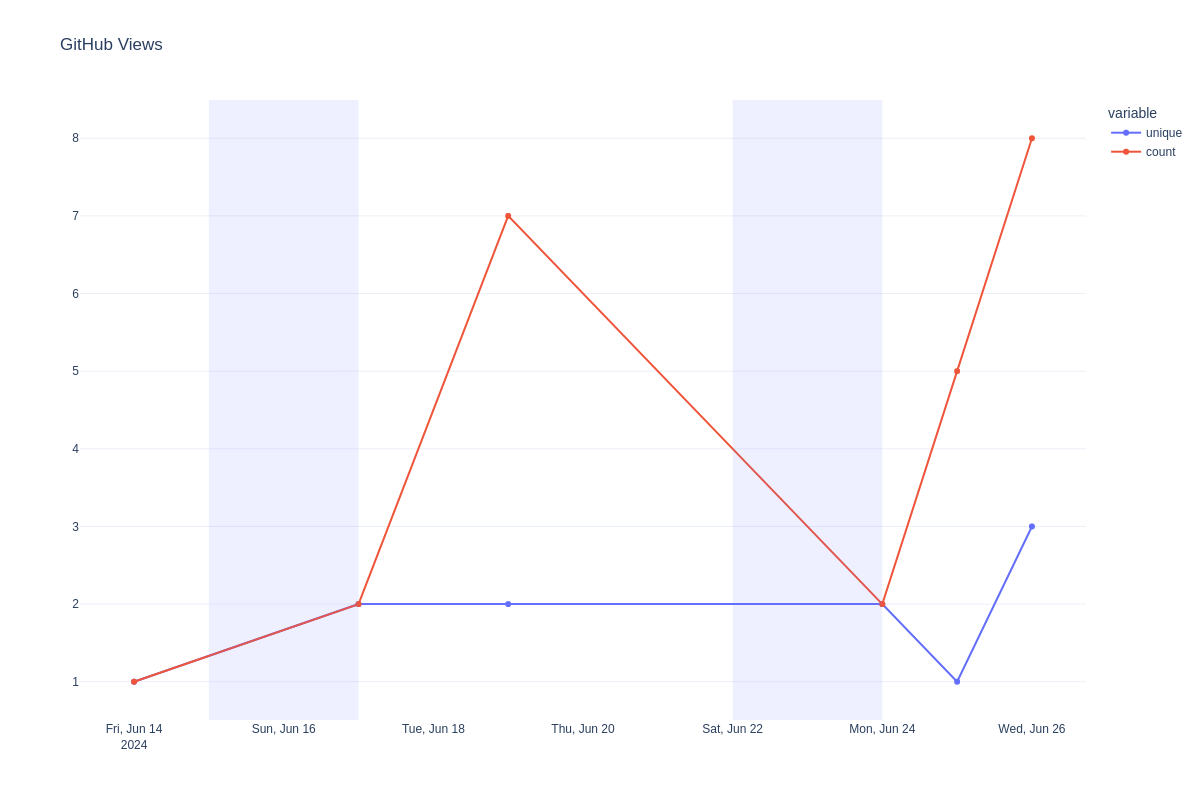 GitHub Views
variable
unique
count
8
7
6
5
4
3
2
1
Fri, Jun 14
2024
Sun, Jun 16
Tue, Jun 18
Thu, Jun 20
Sat, Jun 22
Mon, Jun 24
Wed, Jun 26